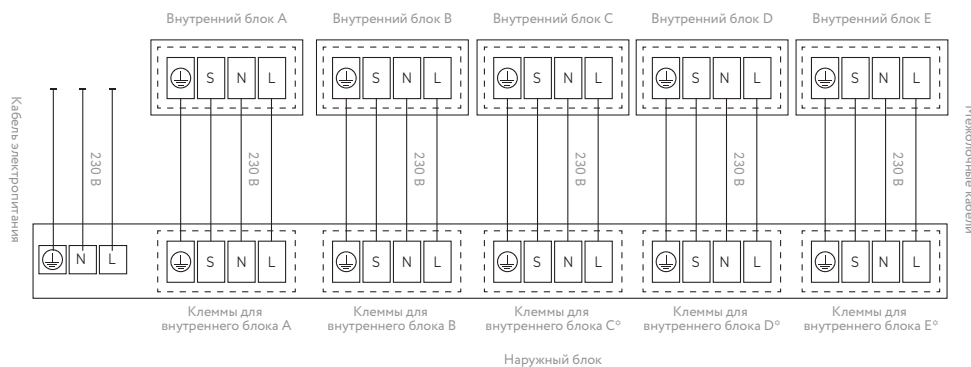 Внутренний блок A
Внутренний блок B
Внутренний блок C
Внутренний блок D
Внутренний блок E
S N L
S N L
S N L
S N L
S N L
Кабель электропитания
230 В
230 В
230 В
230 В
230 В
230 В
кабели
N L
S N L
S N L
S N L
S N L
S N L
Клеммы для
внутреннего блока A
Клеммы для
внутреннего блока B
Клеммы для
внутреннего блока C*
Клеммы для
внутреннего блока D*
Клеммы для
внутреннего блока E*
Наружный блок